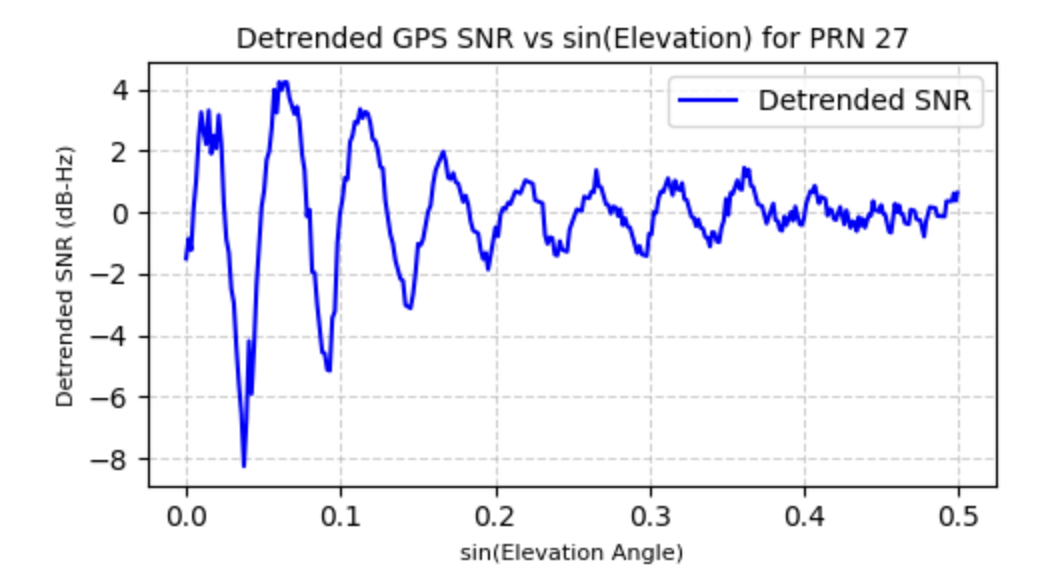 Detrended GPS SNR vs sin(Elevation) for PRN 27
Detrended SNR
Detrended SNR (dB-Hz)
4
2
0
−2
−4
−6
−8
0.0 0.1 0.2 0.3 0.4 0.5
sin(Elevation Angle)